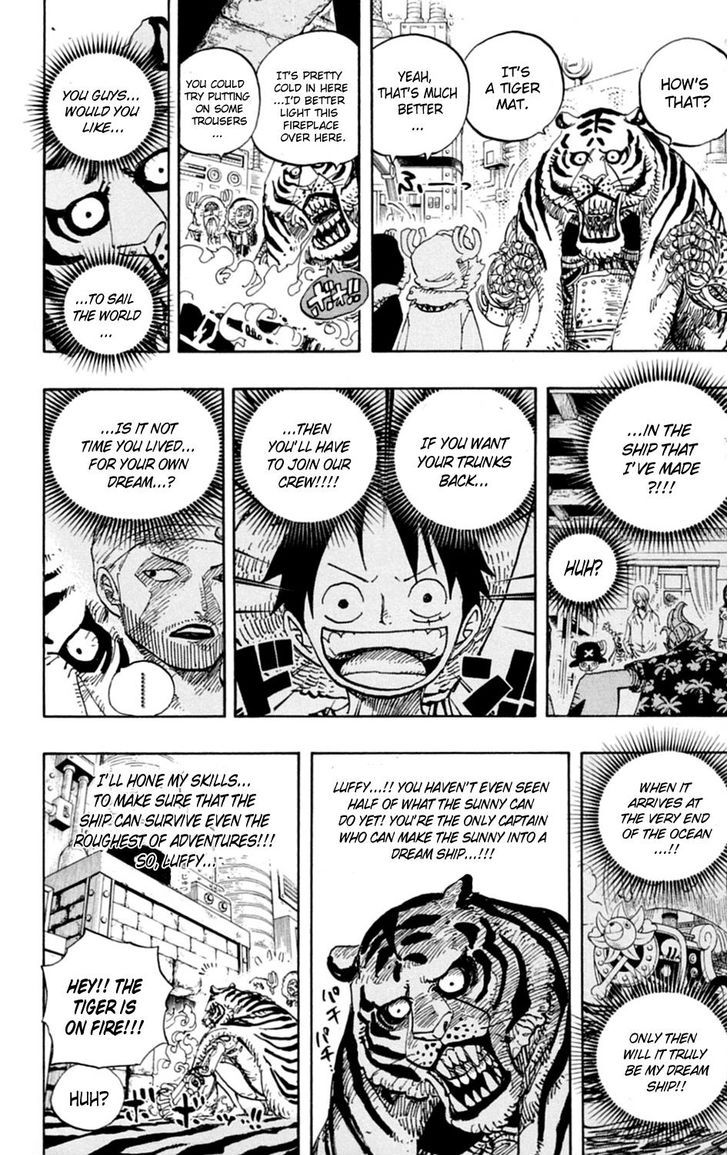 HOW'S
THAT?
IT'S
A TIGER
MAT.
YEAH,
THAT'S MUCH
BETTER
...
IT'S PRETTY
COLD IN HERE
...I'D BETTER
LIGHT THIS
FIREPLACE
OVER HERE.
YOU COULD
TRY PUTTING
ON SOME
TROUSERS
...
YOU GUYS...
WOULD YOU
LIKE...
...TO SAIL
THE WORLD
...
...IN THE
SHIP THAT
I'VE MADE
?!!!
HUH?
IF YOU WANT
YOUR TRUNKS
BACK...
...THEN
YOU'LL HAVE
TO JOIN OUR
CREW!!!!
...IS IT NOT
TIME YOU LIVED...
FOR YOUR OWN
DREAM...?
WHEN IT
ARRIVES AT
THE VERY END
OF THE OCEAN
...!!
ONLY THEN
WILL IT TRULY
BE MY DREAM
SHIP!!
LUFFY...!! YOU HAVEN'T EVEN SEEN
HALF OF WHAT THE SUNNY CAN
DO YET! YOU'RE THE ONLY CAPTAIN
WHO CAN MAKE THE SUNNY INTO A
DREAM SHIP...!!!
パチ
パチ
I'LL HONE MY SKILLS...
TO MAKE SURE THAT THE
SHIP CAN SURVIVE EVEN THE
ROUGHEST OF ADVENTURES!!!
SO, LUFFY...
HEY!! THE
TIGER IS
ON FIRE!!!
HUH?